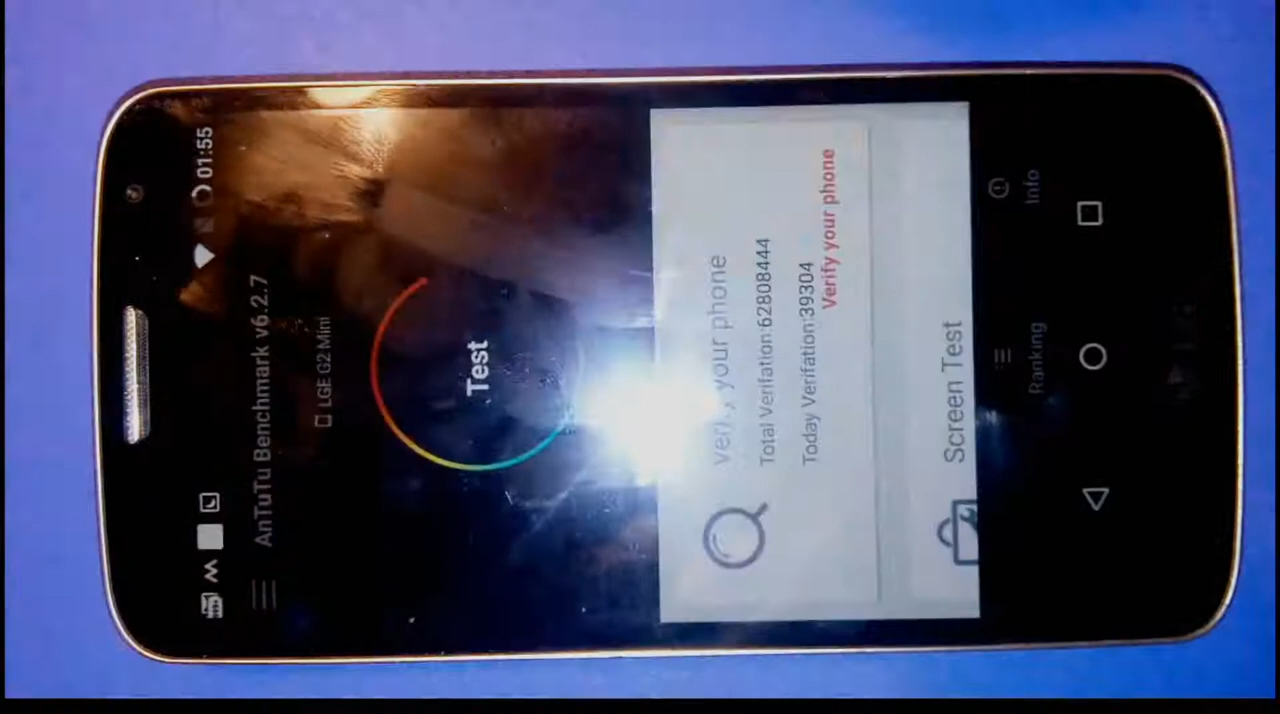 01:55
AnTuTu Benchmark v6.2.7
LGE G2 Mini
Test
verify your phone
Total Verifation:62808444
Today Verifation:39304
Verify your phone
Screen Test
Ranking
Info